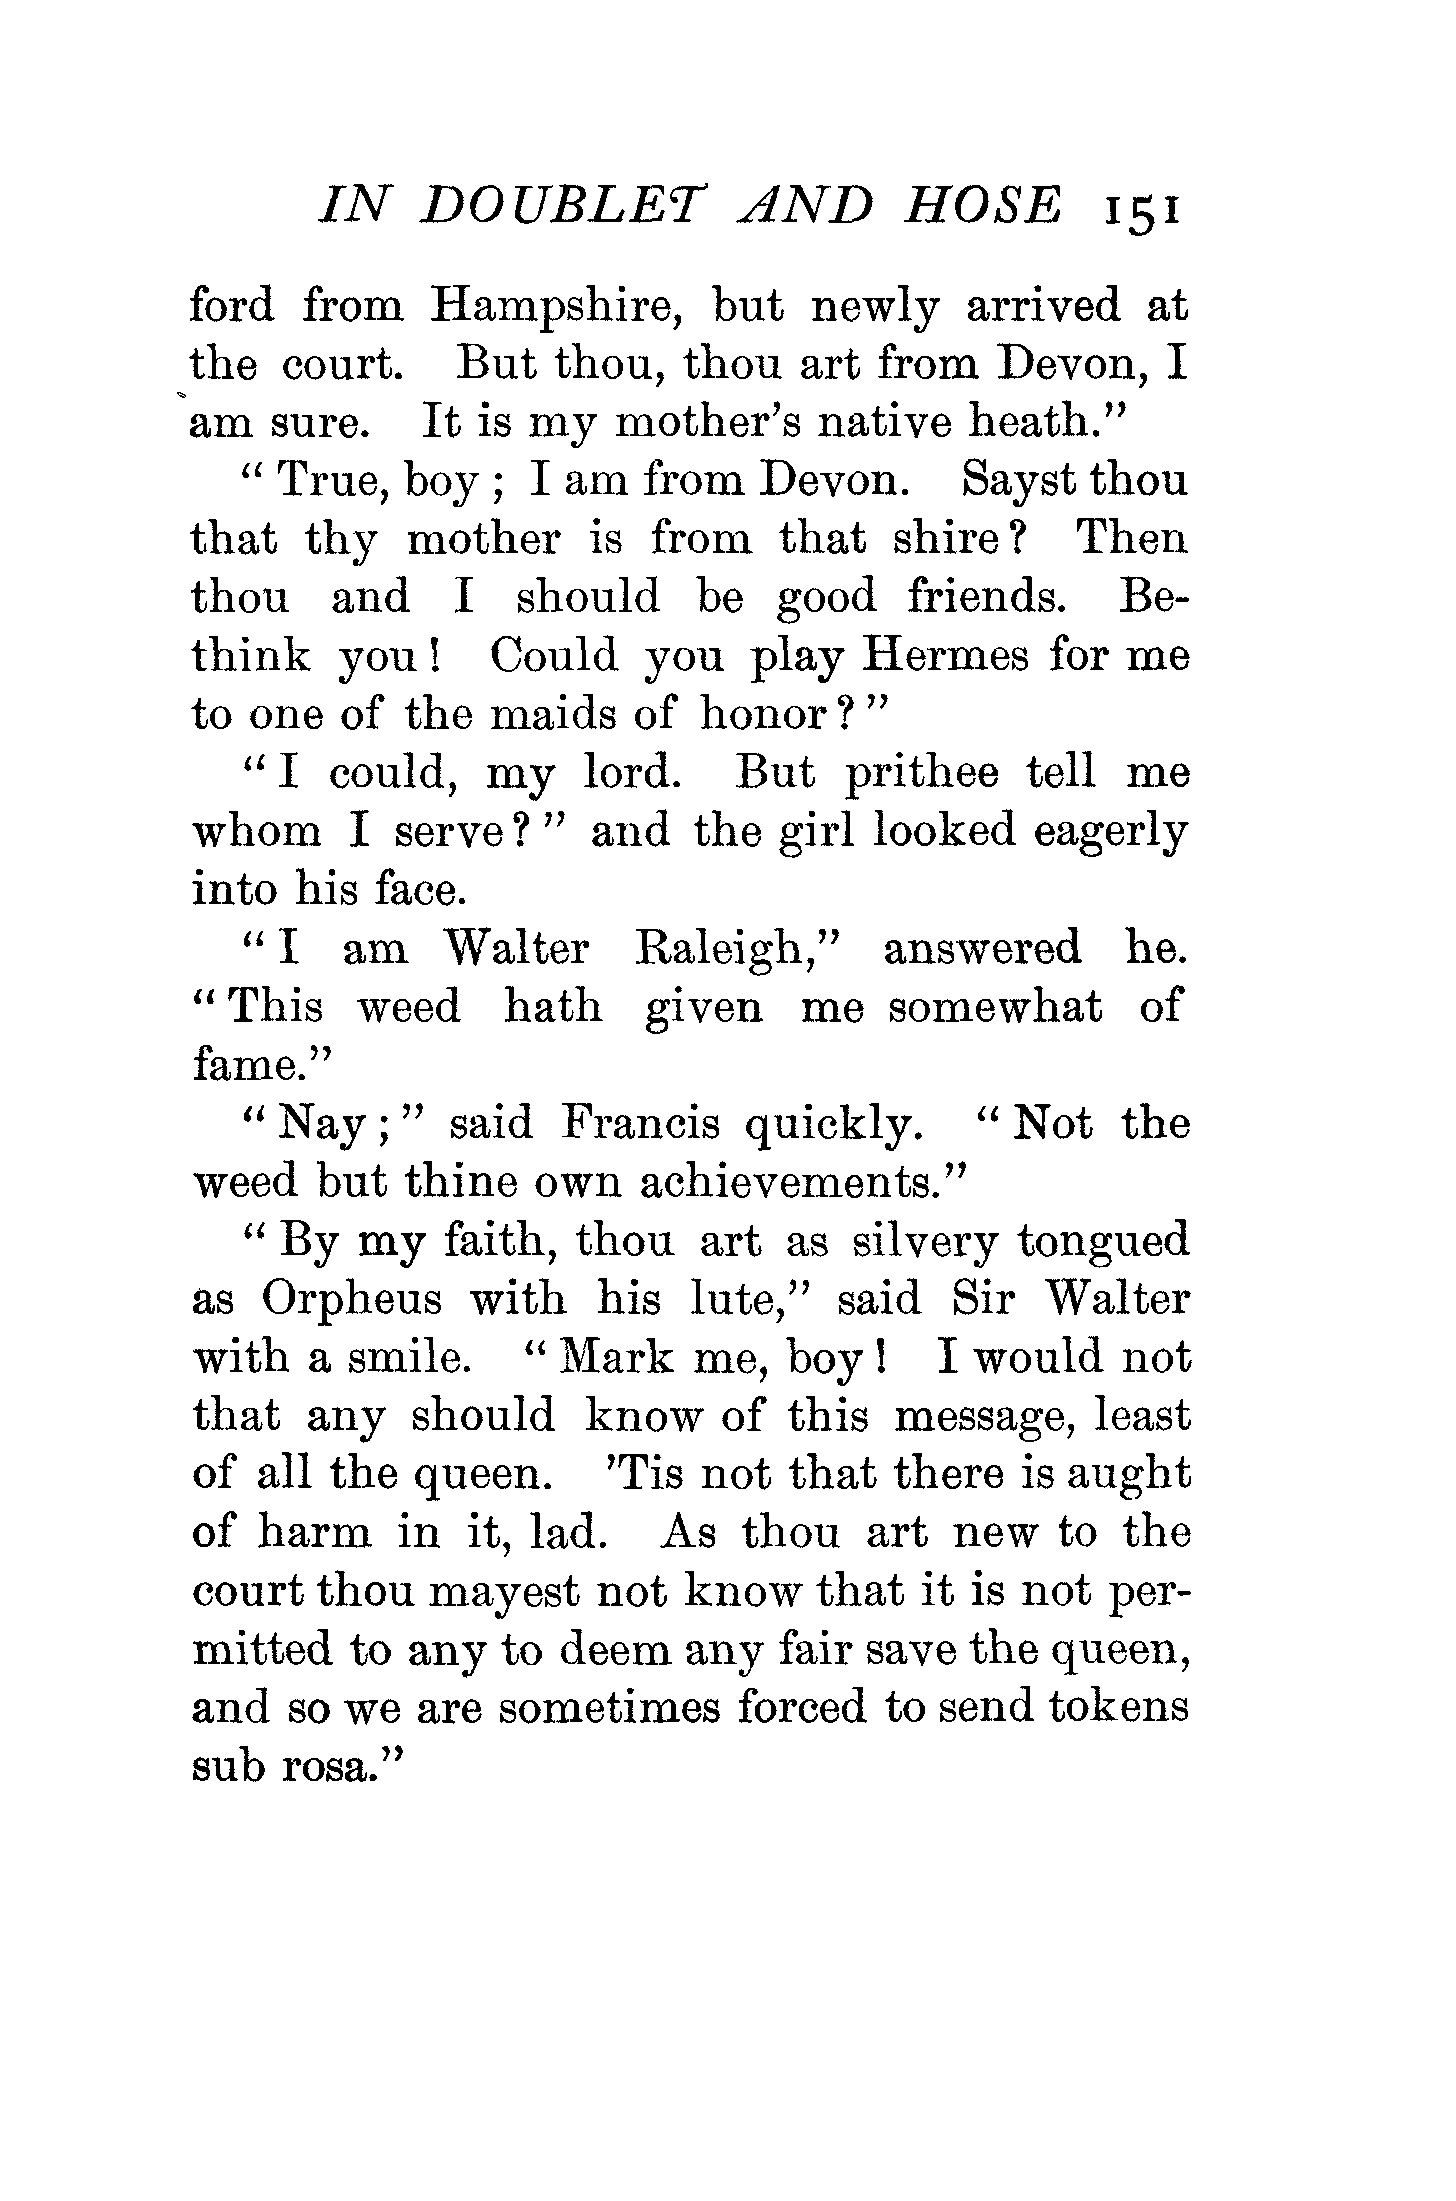 IN DOUBLET AND HOSE 151
ford from Hampshire, but newly arrived at
the court. But thou, thou art from Devon, I
am sure. It is my mother's native heath."
"True, boy; I am from Devon. Sayst thou
that thy mother is from that shire? Then
thou and I should be good friends. Be-
think you! Could you play Hermes for me
to one of the maids of honor?"
"I could, my lord. But prithee tell me
whom I serve?" and the girl looked eagerly
into his face.
"I am Walter Raleigh," answered he.
"This weed hath given me somewhat of
fame."
"Nay;" said Francis quickly. "Not the
weed but thine own achievements."
"By my faith, thou art as silvery tongued
as Orpheus with his lute," said Sir Walter
with a smile. "Mark me, boy! I would not
that any should know of this message, least
of all the queen. 'Tis not that there is aught
of harm in it, lad. As thou art new to the
court thou mayest not know that it is not per-
mitted to any to deem any fair save the queen,
and so we are sometimes forced to send tokens
sub rosa."